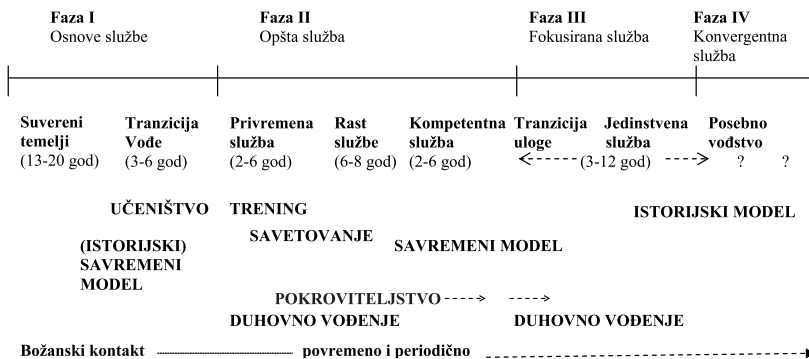 Faza I Faza II Faza III Faza IV
Osnove službe Opšta služba Fokusirana služba Konvergentna
služba
Suvereni Tranzicija Privremena Rast Kompetentna Tranzicija Jedinstvena Posebno
temelji Vođe služba službe služba uloge služba vođstvo
(13-20 god) (3-6 god) (2-6 god) (6-8 god) (2-6 god) (3-12 god) ? ?
UČENIŠTVO TRENING ISTORIJSKI MODEL
SAVETOVANJE
(ISTORIJSKI) SAVREMENI MODEL
SAVREMENI
MODEL
POKROVITELJSTVO
DUHOVNO VOĐENJE DUHOVNO VOĐENJE
Božanski kontakt povremeno i periodično